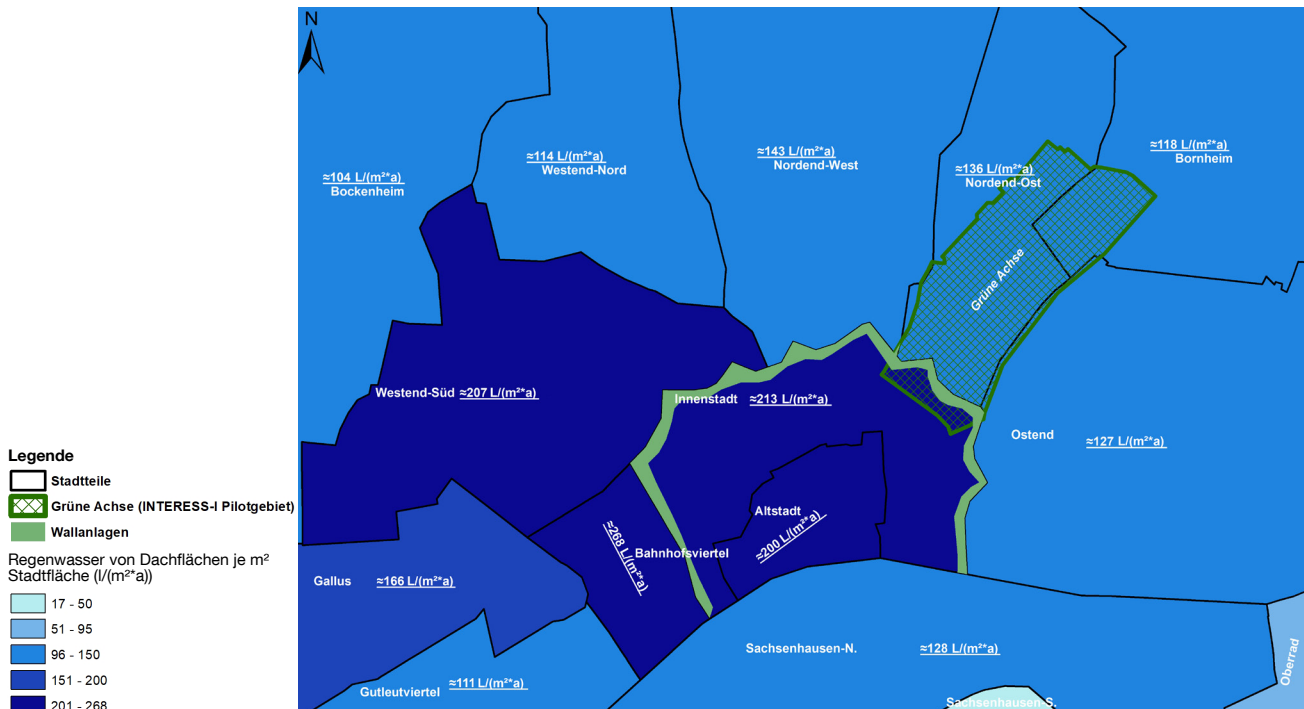 N
≈114 L/(m²*a)
Westend-Nord
≈143 L/(m²*a)
Nordend-West
≈118 L/(m²*a)
Bornheim
≈104 L/(m²*a)
Bockenheim
≈136 L/(m²*a)
Nordend-Ost
Grüne Achse
Westend-Süd ≈207 L/(m²*a)
Innenstadt ≈213 L/(m²*a)
Ostend ≈127 L/(m²*a)
Altstadt
≈200 L/(m²*a)
≈268 L/(m²*a)
Bahnhofsviertel
Gallus ≈166 L/(m²*a)
Sachsenhausen-N. ≈128 L/(m²*a)
Gutleutviertel ≈111 L/(m²*a)
Oberrad
Sachsenhausen-S.
Legende
Stadtteile
Grüne Achse (INTERESS-I Pilotgebiet)
Wallanlagen
Regenwasser von Dachflächen je m²
Stadtfläche (l/(m²*a))
17 - 50
51 - 95
96 - 150
151 - 200
201 - 268